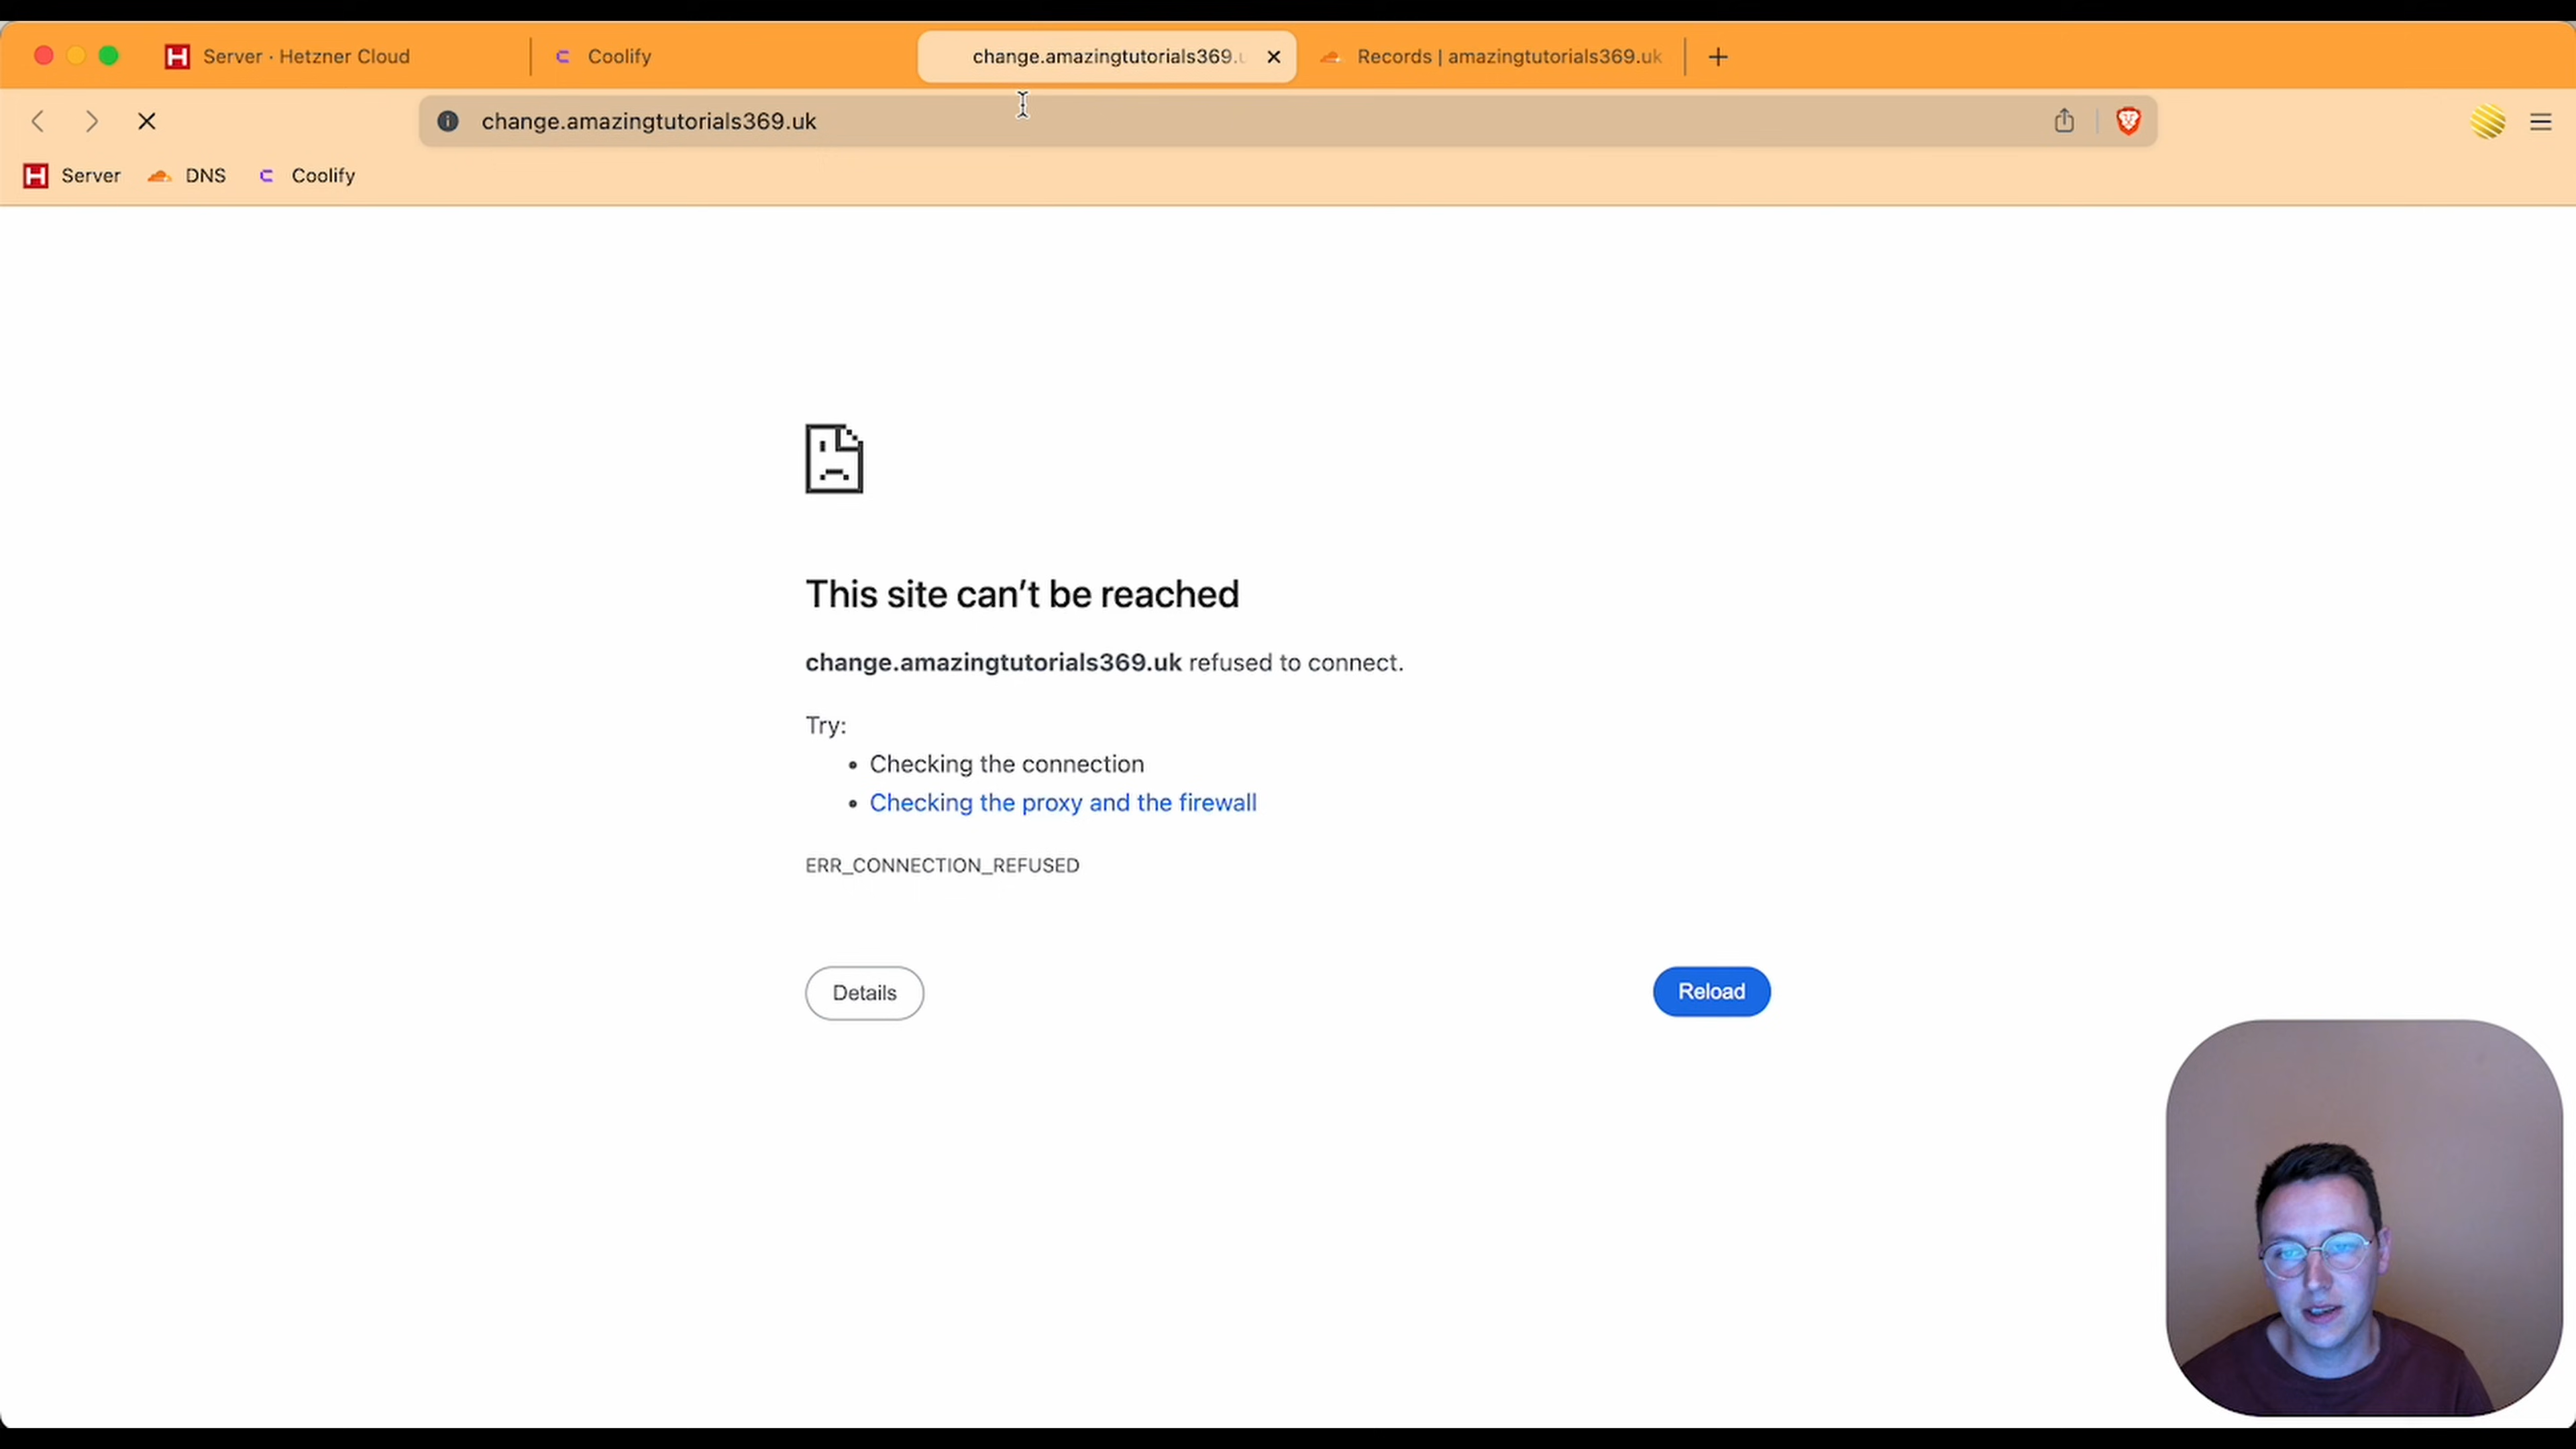 Server · Hetzner Cloud
Coolify
change.amazingtutorials369.u
Records | amazingtutorials369.uk
change.amazingtutorials369.uk
Server
DNS
Coolify
This site can’t be reached
change.amazingtutorials369.uk refused to connect.
Try:
• Checking the connection
• Checking the proxy and the firewall
ERR_CONNECTION_REFUSED
Details
Reload